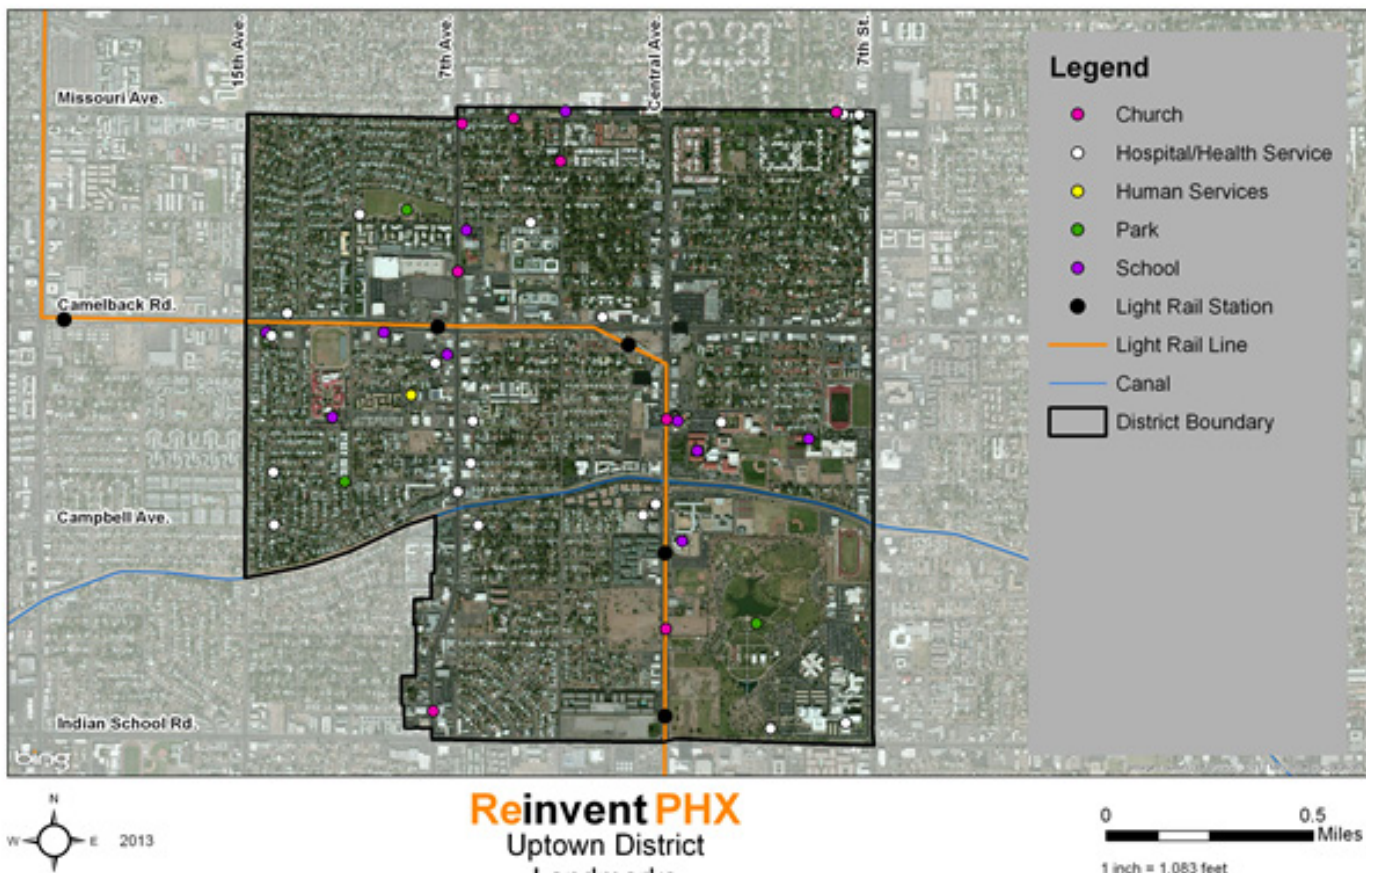 15th Ave.
7th Ave.
Central Ave.
7th St.
Missouri Ave.
Camelback Rd.
Campbell Ave.
Indian School Rd.
bing
Legend
Church
Hospital/Health Service
Human Services
Park
School
Light Rail Station
Light Rail Line
Canal
District Boundary
N
W E 2013
Reinvent PHX
Uptown District
Landmarks
0 0.5
Miles
1 inch = 1,083 feet